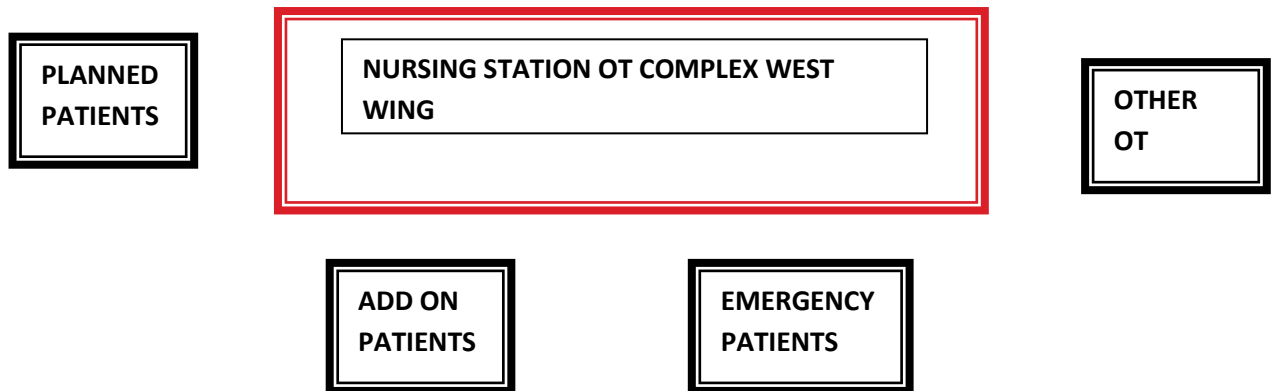 PLANNED
PATIENTS
NURSING STATION OT COMPLEX WEST
WING
OTHER
OT
ADD ON
PATIENTS
EMERGENCY
PATIENTS